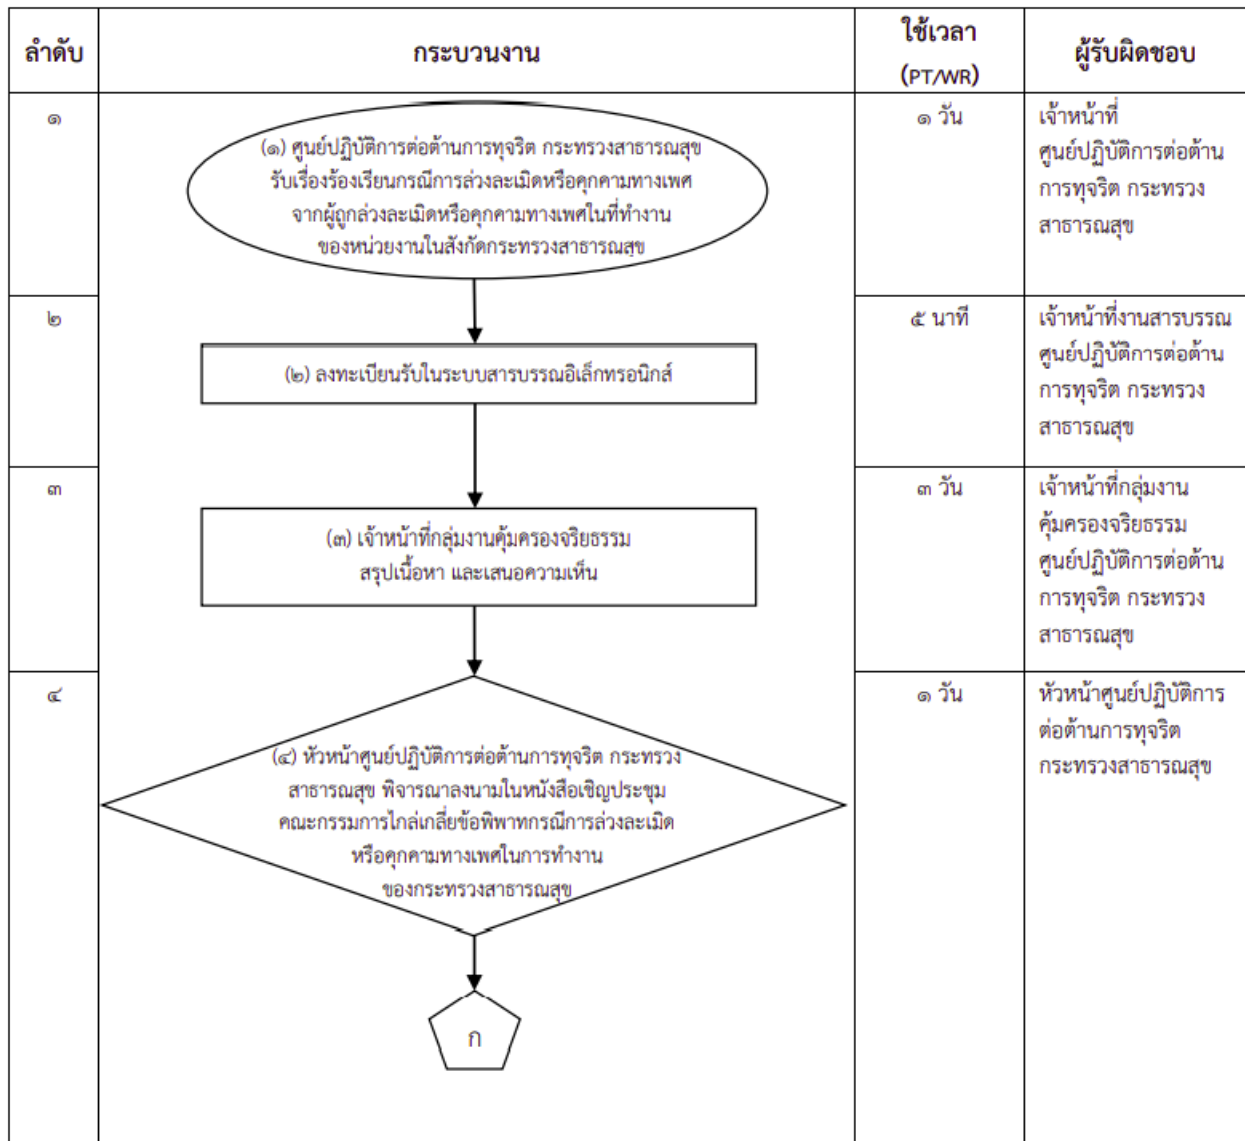 ลำดับ
กระบวนงาน
ใช้เวลา
(PT/WR)
ผู้รับผิดชอบ
๑
(๑) ศูนย์ปฏิบัติการต่อต้านการทุจริต กระทรวงสาธารณสุข
รับเรื่องร้องเรียนกรณีการล่วงละเมิดหรือคุกคามทางเพศ
จากผู้ถูกล่วงละเมิดหรือคุกคามทางเพศในที่ทำงาน
ของหน่วยงานในสังกัดกระทรวงสาธารณสุข
๑ วัน
เจ้าหน้าที่
ศูนย์ปฏิบัติการต่อต้าน
การทุจริต กระทรวง
สาธารณสุข
๒
(๒) ลงทะเบียนรับในระบบสารบรรณอิเล็กทรอนิกส์
๕ นาที
เจ้าหน้าที่งานสารบรรณ
ศูนย์ปฏิบัติการต่อต้าน
การทุจริต กระทรวง
สาธารณสุข
๓
(๓) เจ้าหน้าที่กลุ่มงานคุ้มครองจริยธรรม
สรุปเนื้อหา และเสนอความเห็น
๓ วัน
เจ้าหน้าที่กลุ่มงาน
คุ้มครองจริยธรรม
ศูนย์ปฏิบัติการต่อต้าน
การทุจริต กระทรวง
สาธารณสุข
๔
(๔) หัวหน้าศูนย์ปฏิบัติการต่อต้านการทุจริต กระทรวง
สาธารณสุข พิจารณาลงนามในหนังสือเชิญประชุม
คณะกรรมการไกล่เกลี่ยข้อพิพาทกรณีการล่วงละเมิด
หรือคุกคามทางเพศในการทำงาน
ของกระทรวงสาธารณสุข
๑ วัน
หัวหน้าศูนย์ปฏิบัติการ
ต่อต้านการทุจริต
กระทรวงสาธารณสุข
ก